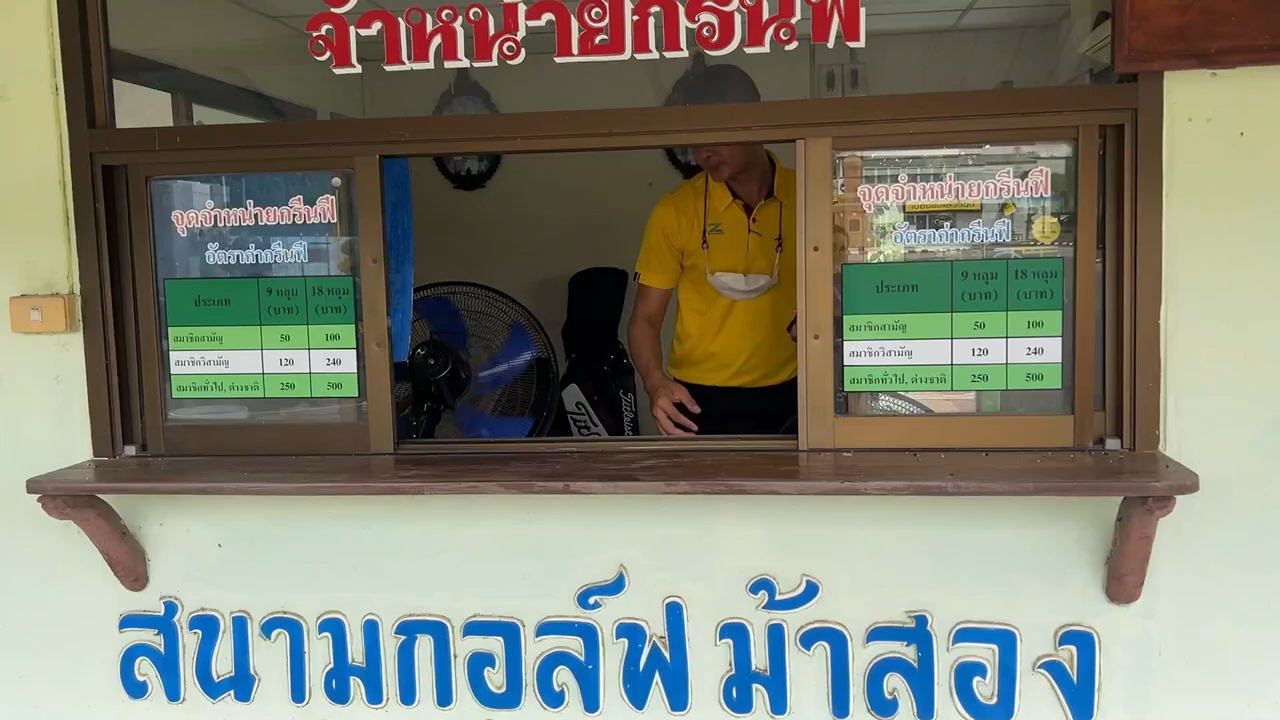 จำหน่ายกรีนฟี
จุดจำหน่ายกรีนฟี
อัตราค่ากรีนฟี
ประเภท 9 หลุม (บาท) 18 หลุม (บาท)
สมาชิกสามัญ 50 100
สมาชิกวิสามัญ 120 240
สมาชิกทั่วไป, ต่างชาติ 250 500
Titleist
จุดจำหน่ายกรีนฟี
อัตราค่ากรีนฟี
ประเภท 9 หลุม (บาท) 18 หลุม (บาท)
สมาชิกสามัญ 50 100
สมาชิกวิสามัญ 120 240
สมาชิกทั่วไป, ต่างชาติ 250 500
สนามกอล์ฟ ม้าสอง